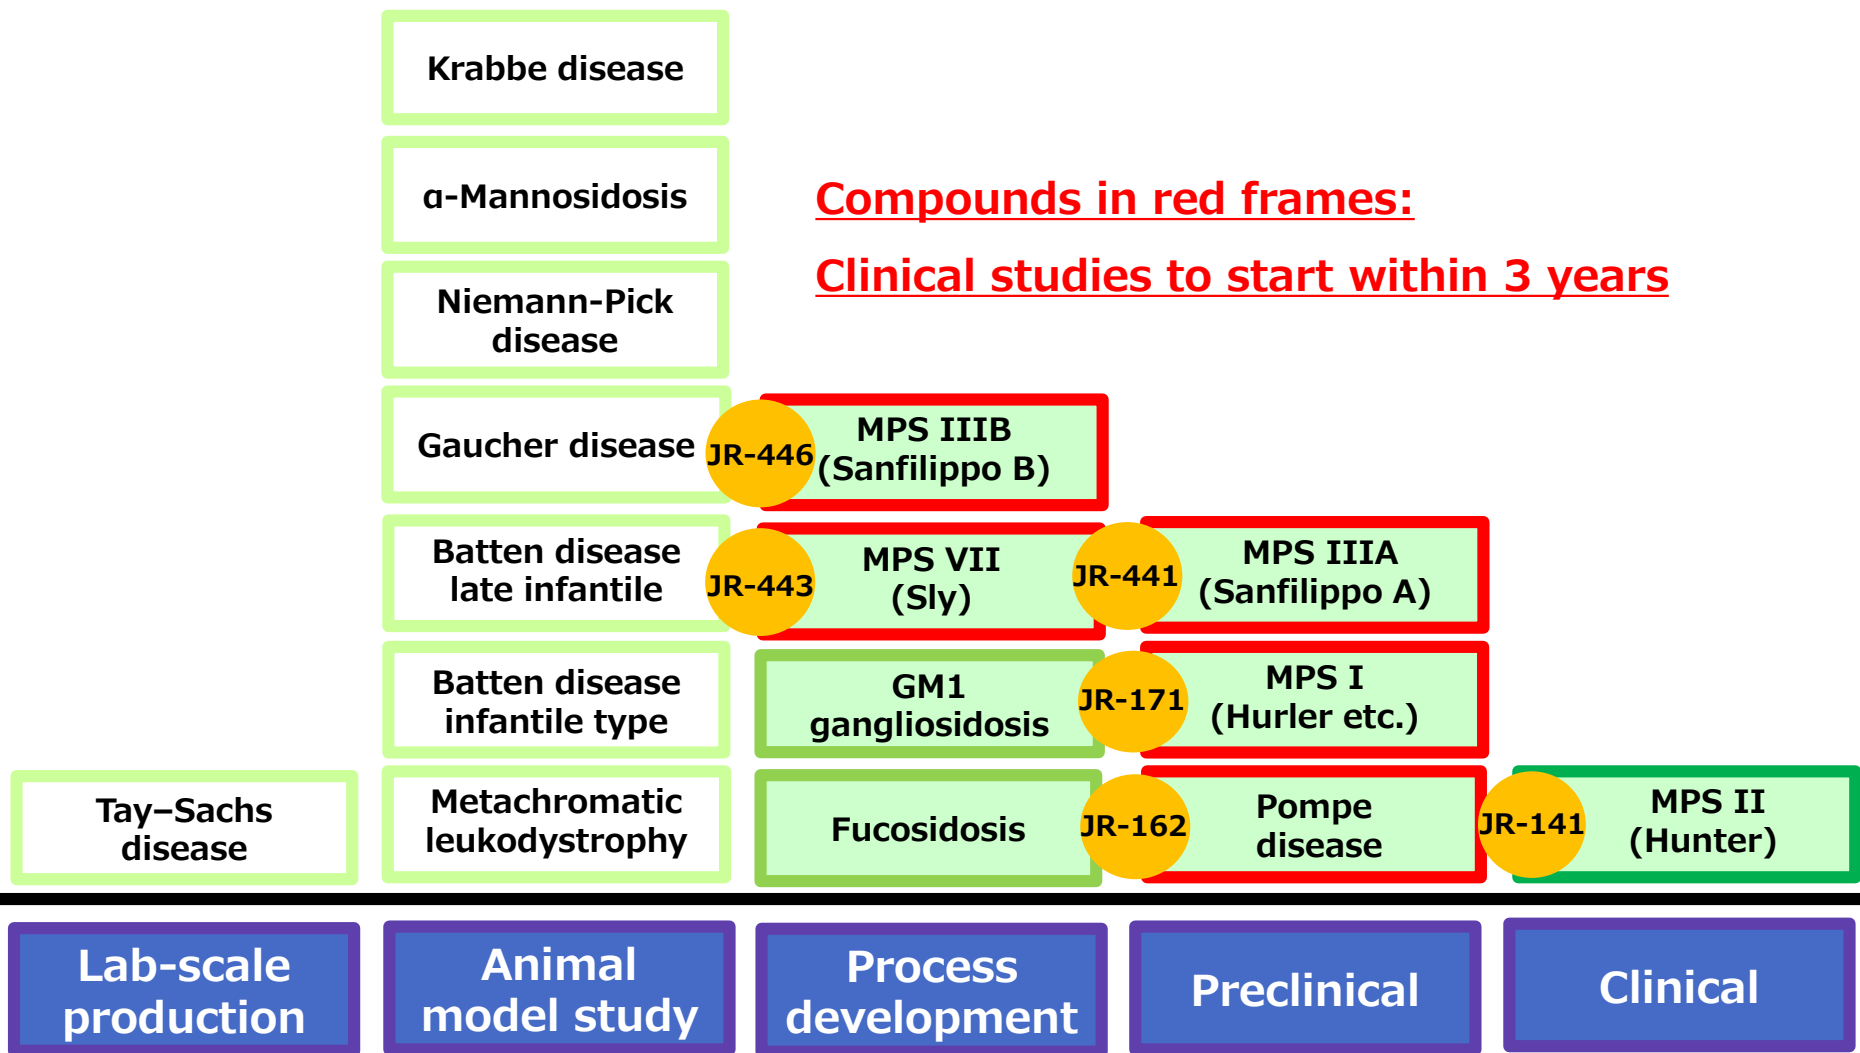 Krabbe disease
α-Mannosidosis
Compounds in red frames:
Clinical studies to start within 3 years
Niemann-Pick
disease
Gaucher disease
JR-446
MPS IIIB
(Sanfilippo B)
Batten disease
late infantile
JR-443
MPS VII
(Sly)
JR-441
MPS IIIA
(Sanfilippo A)
Batten disease
infantile type
GM1
gangliosidosis
JR-171
MPS I
(Hurler etc.)
Tay–Sachs
disease
Metachromatic
leukodystrophy
Fucosidosis
JR-162
Pompe
disease
JR-141
MPS II
(Hunter)
Lab-scale
production
Animal
model study
Process
development
Preclinical
Clinical